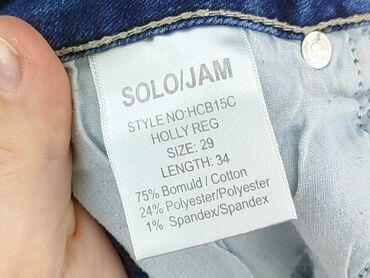 SOLO/JAM
STYLE NO:HCB15C
HOLLY REG
SIZE: 29
LENGTH: 34
75% Bomuld / Cotton
24% Polyester/Polyester
1% Spandex/Spandex